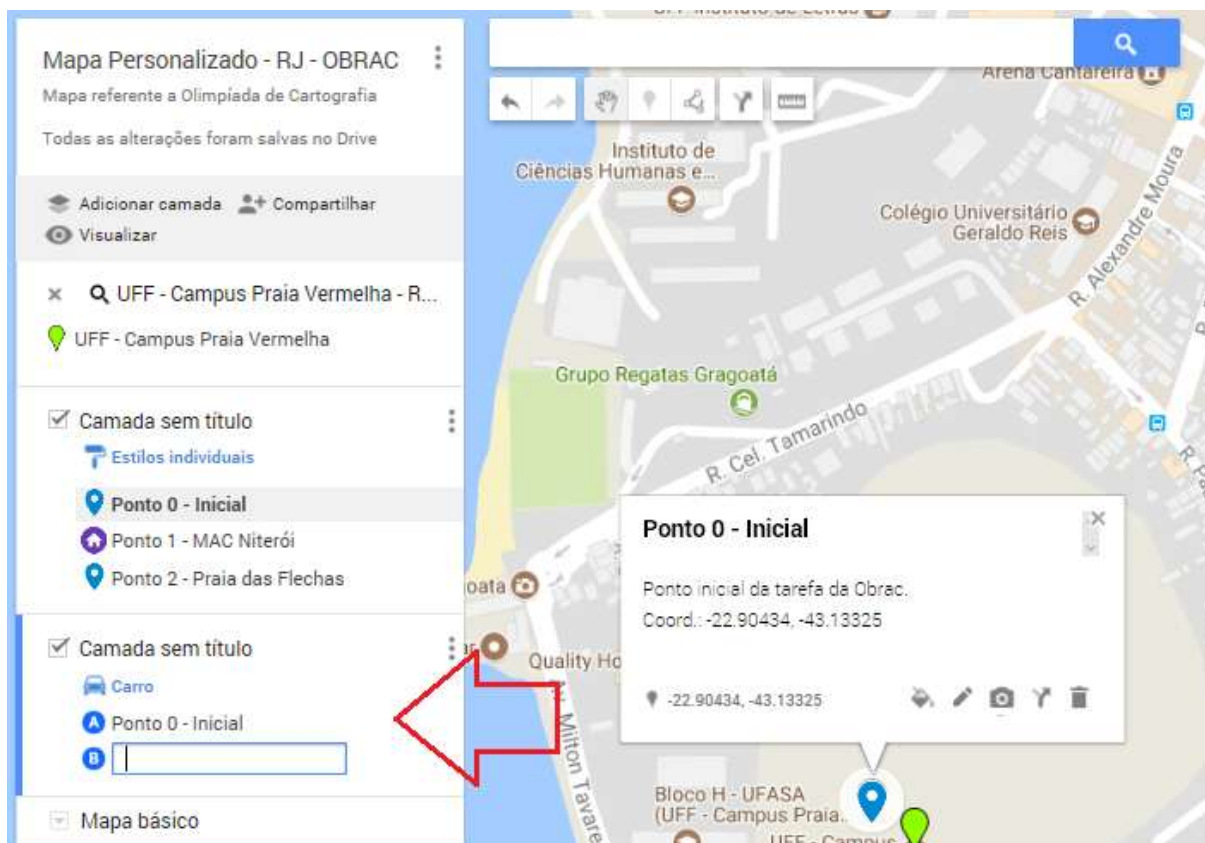 Mapa Personalizado - RJ - OBRAC
Mapa referente a Olimpíada de Cartografia
Todas as alterações foram salvas no Drive
Adicionar camada
Compartilhar
Visualizar
UFF - Campus Praia Vermelha - R...
UFF - Campus Praia Vermelha
Camada sem título
Estilos individuais
Ponto 0 - Inicial
Ponto 1 - MAC Niterói
Ponto 2 - Praia das Flechas
Camada sem título
Carro
A Ponto 0 - Inicial
B
Mapa básico
Arena Cantareira
Instituto de
Ciências Humanas e...
Colégio Universitário
Geraldo Reis
R. Alexandre Moura
Grupo Regatas Gragoatá
R. Cel. Tamarindo
Ponto 0 - Inicial
Ponto inicial da tarefa da Obrac.
Coord.: -22.90434, -43.13325
-22.90434, -43.13325
Quality Ho
Av. Milton Tavare
Bloco H - UFASA
(UFF - Campus Praia...
UFF - Campus